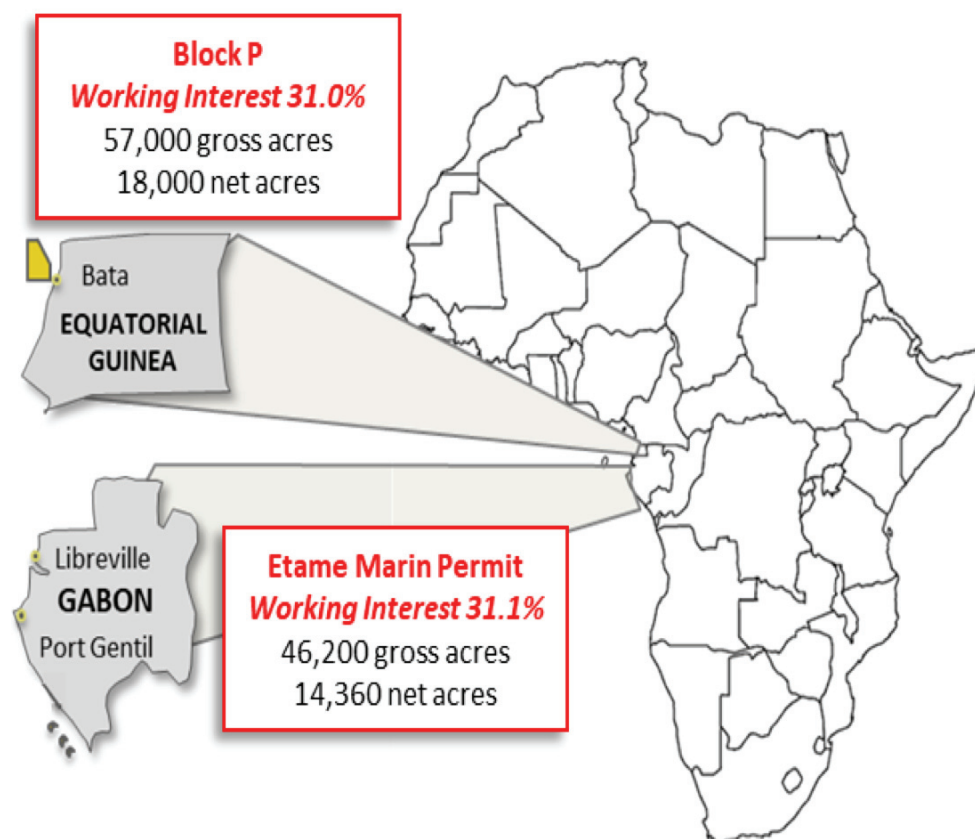 Block P
Working Interest 31.0%
57,000 gross acres
18,000 net acres
Bata
EQUATORIAL
GUINEA
Etame Marin Permit
Working Interest 31.1%
46,200 gross acres
14,360 net acres
Libreville
GABON
Port Gentil